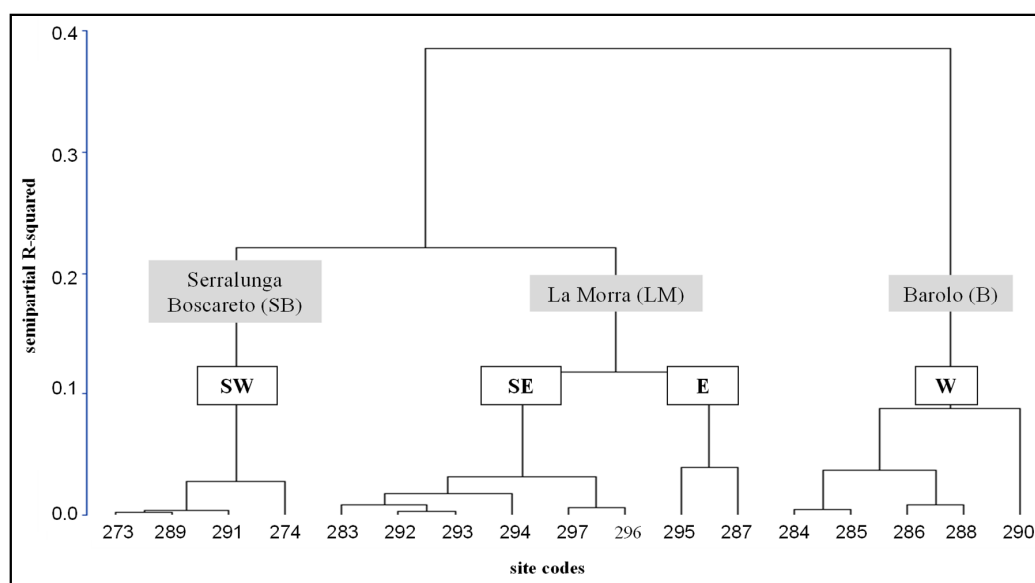 0.4
0.3
0.2
0.1
0.0
semipartial R-squared
Serralunga
Boscareto (SB)
La Morra (LM)
Barolo (B)
SW
SE
E
W
273 289 291 274 283 292 293 294 297 296 295 287 284 285 286 288 290
site codes